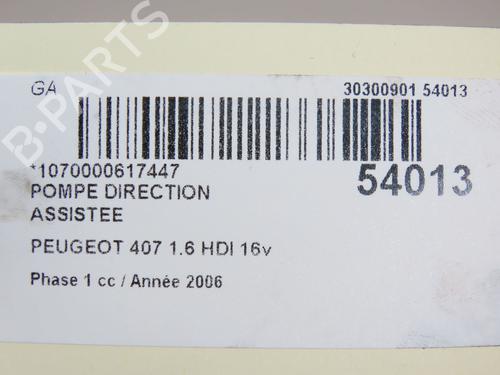 GA
30300901 54013
*1070000617447
54013
POMPE DIRECTION
ASSISTEE
PEUGEOT 407 1.6 HDI 16v
Phase 1 cc / Année 2006
B-PARTS